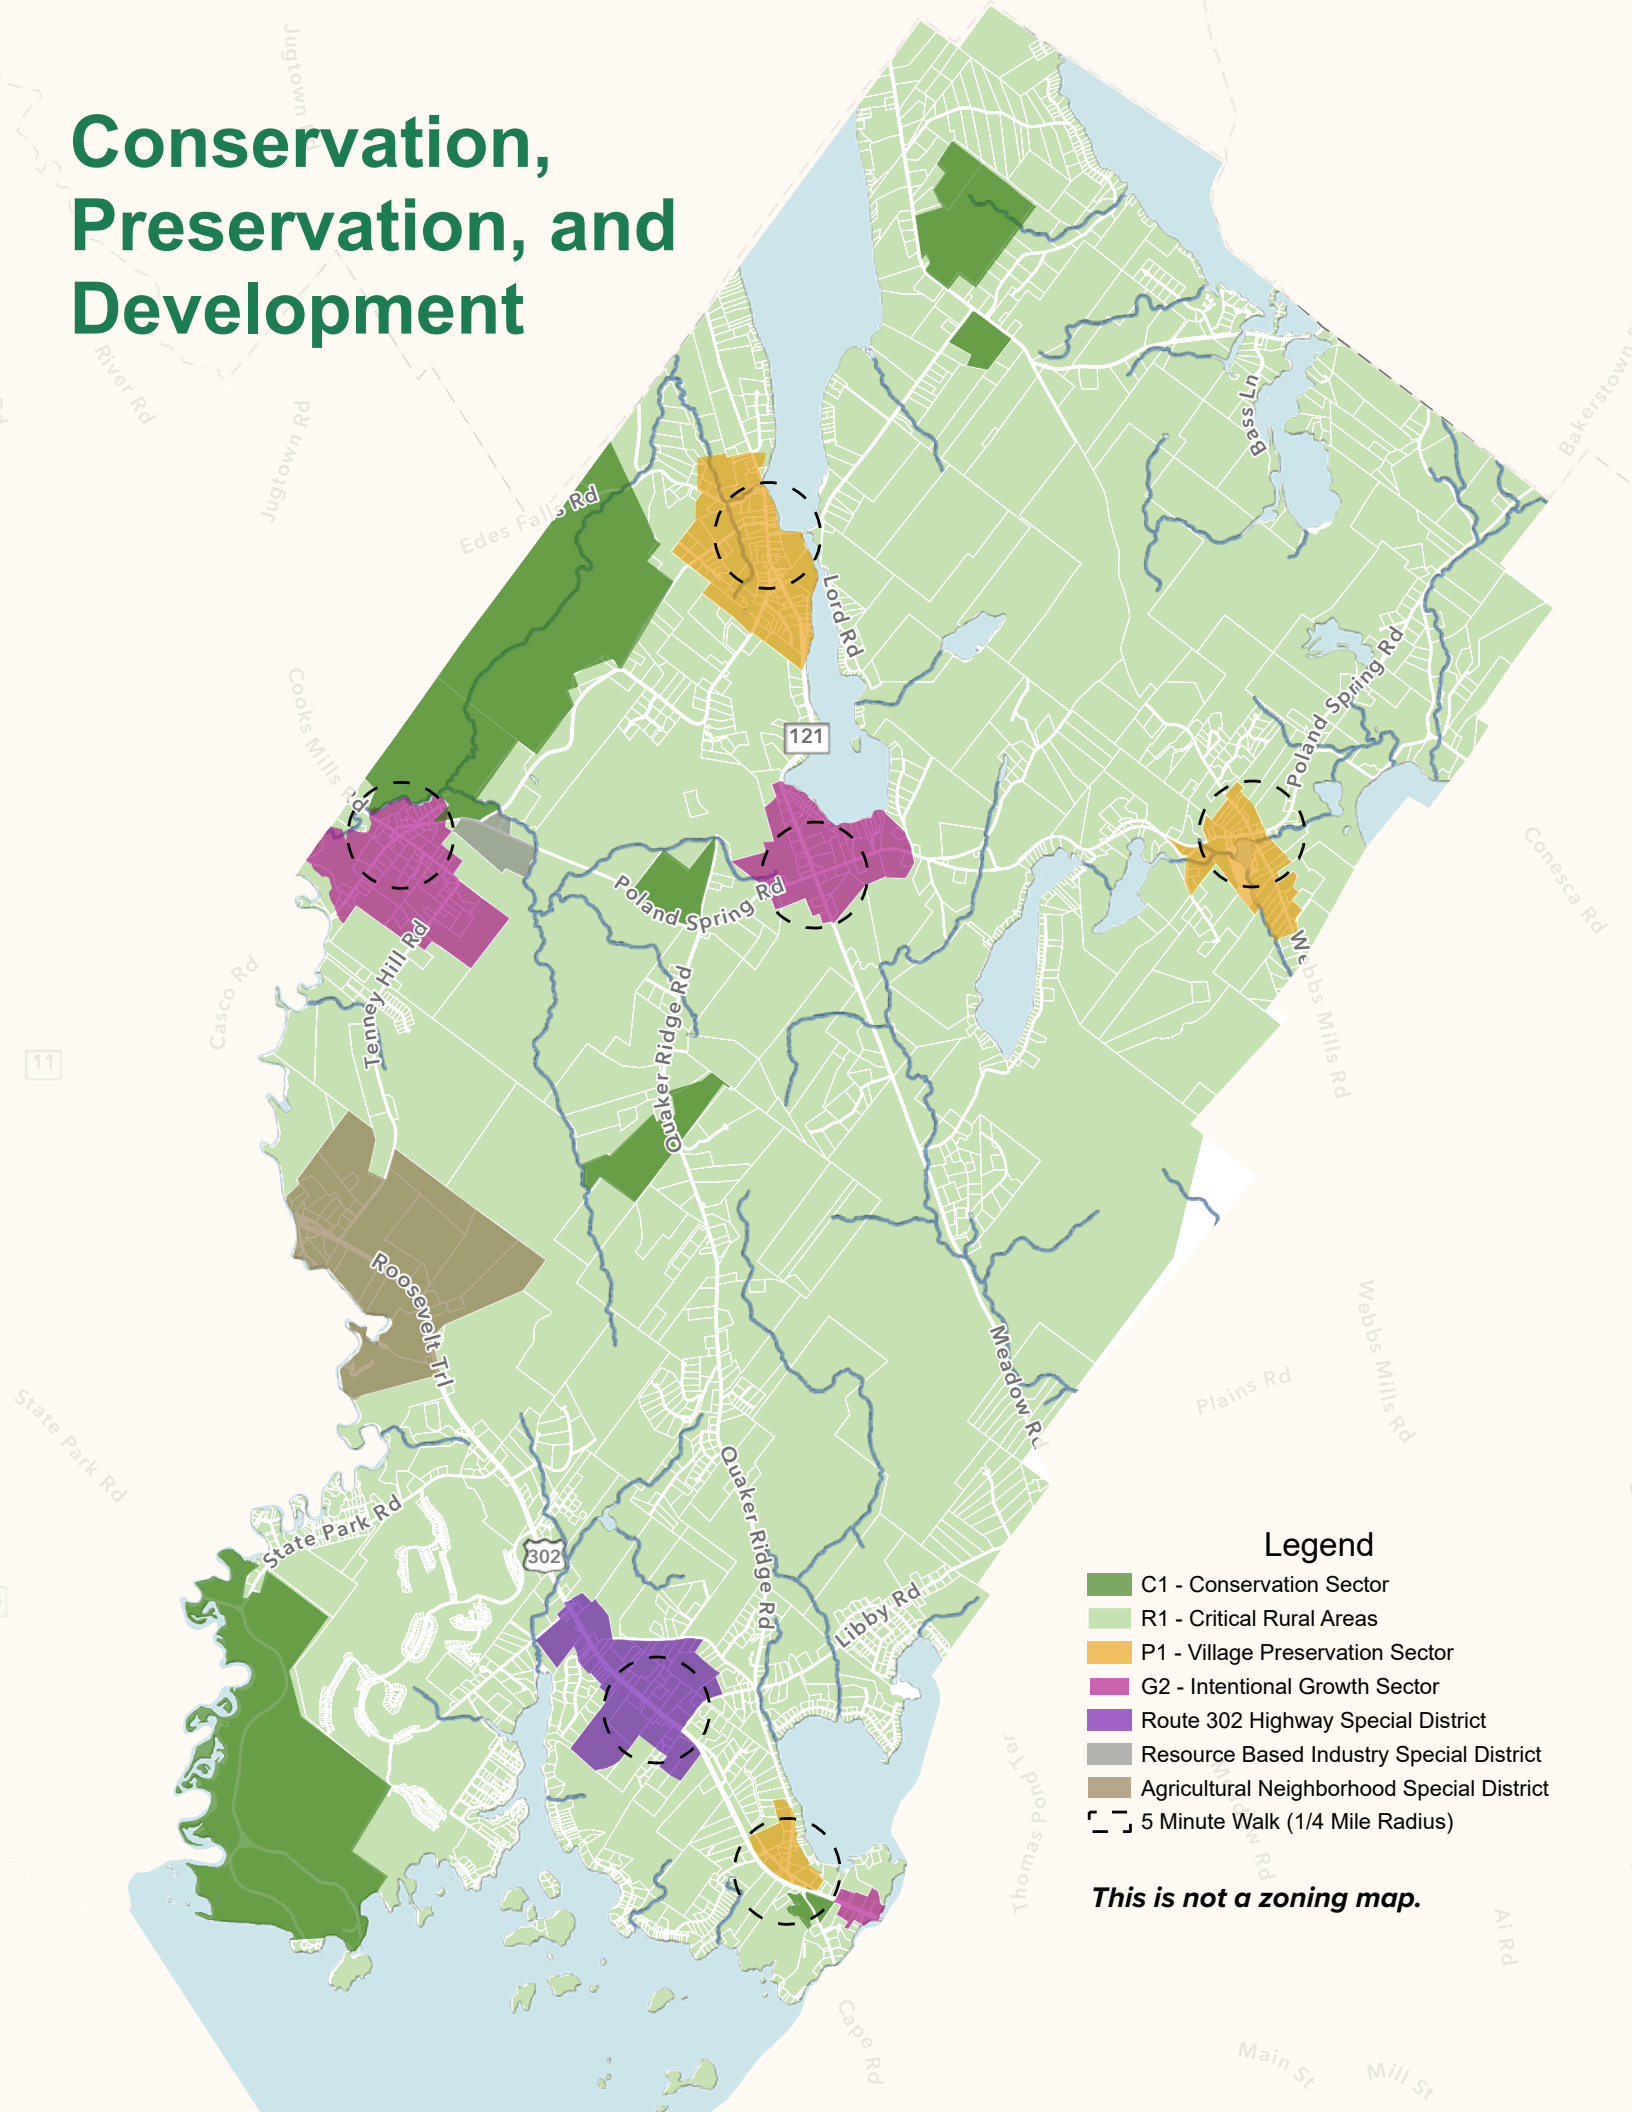 Conservation,
Preservation, and
Development
Jugtown Rd
River Rd
Jugtown Rd
Edes Falls Rd
Cooks Mills Rd
Bass Ln
Bakerstown
Lord Rd
121
Poland Spring Rd
Poland Spring Rd
Conesca Rd
Casco Rd
Tenney Hill Rd
Quaker Ridge Rd
Webbs Mills Rd
11
Roosevelt Trl
Meadow Rd
Webbs Mills Rd
Plains Rd
State Park Rd
State Park Rd
Quaker Ridge Rd
302
Libby Rd
Legend
C1 - Conservation Sector
R1 - Critical Rural Areas
P1 - Village Preservation Sector
G2 - Intentional Growth Sector
Route 302 Highway Special District
Resource Based Industry Special District
Agricultural Neighborhood Special District
5 Minute Walk (1/4 Mile Radius)
Thomas Pond Ter
Meadow Rd
This is not a zoning map.
Ai Rd
Cape Rd
Main St
Mill St